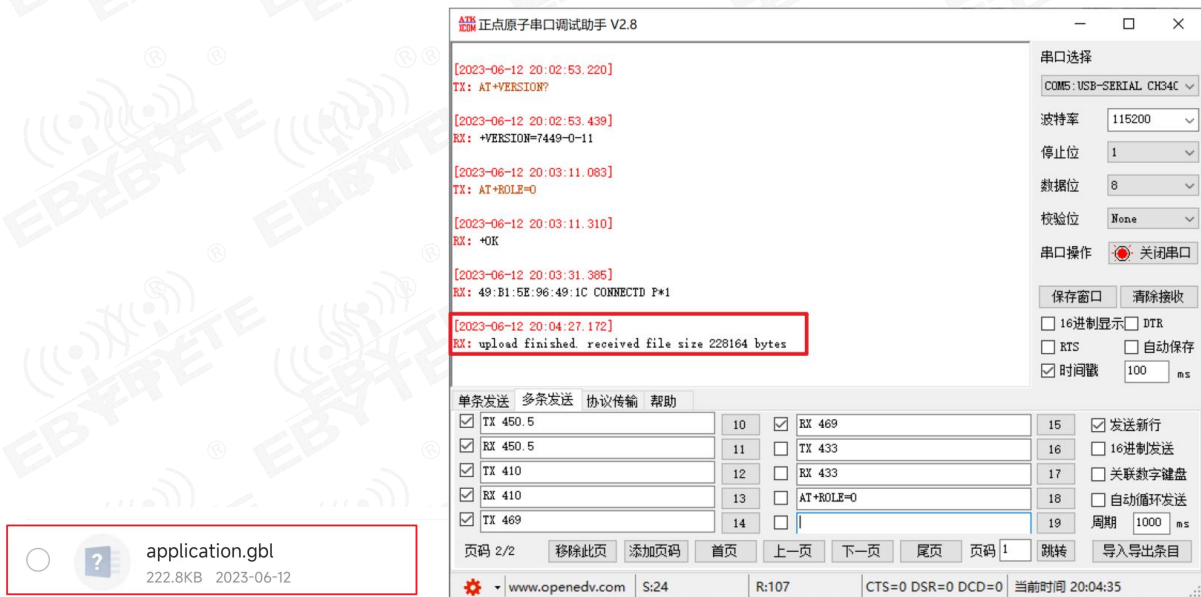 EBYTE ®
application.gbl
222.8KB 2023-06-12
ATK XCOM 正点原子串口调试助手 V2.8
[2023-06-12 20:02:53.220]
TX: AT+VERSION?
[2023-06-12 20:02:53.439]
RX: +VERSION=7449-0-11
[2023-06-12 20:03:11.083]
TX: AT+ROLE=0
[2023-06-12 20:03:11.310]
RX: +OK
[2023-06-12 20:03:31.385]
RX: 49:B1:5E:96:49:1C CONNECTD P*1
[2023-06-12 20:04:27.172]
RX: upload finished. received file size 228164 bytes
串口选择
COM5:USB-SERIAL CH34C
波特率 115200
停止位 1
数据位 8
校验位 None
串口操作 关闭串口
保存窗口 清除接收
16进制显示 DTR
RTS 自动保存
时间戳 100 ms
单条发送 多条发送 协议传输 帮助
TX 450.5 10 RX 469 15 发送新行
RX 450.5 11 TX 433 16 16进制发送
TX 410 12 RX 433 17 关联数字键盘
RX 410 13 AT+ROLE=0 18 自动循环发送
TX 469 14 19 周期 1000 ms
页码 2/2 移除此页 添加页码 首页 上一页 下一页 尾页 页码 1 跳转 导入导出条目
www.openedv.com S:24 R:107 CTS=0 DSR=0 DCD=0 当前时间 20:04:35